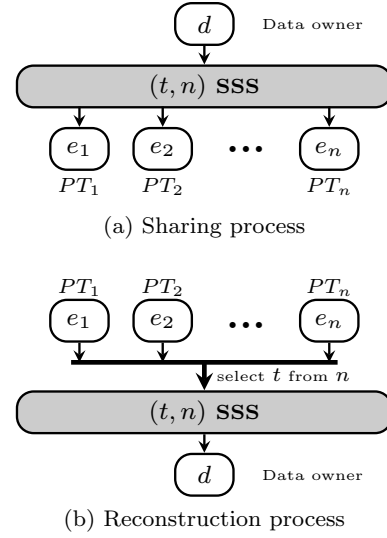 d Data owner
(t, n) SSS
e1 e2 ••• en
PT1 PT2 PTn
(a) Sharing process
PT1 PT2 PTn
e1 e2 ••• en
select t from n
(t, n) SSS
d Data owner
(b) Reconstruction process